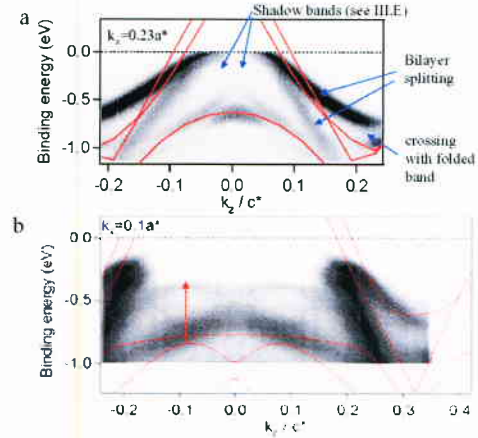 a
Shadow bands (see III.E)
k_x=0.23a*
Binding energy (eV)
0.0
-0.5
-1.0
Bilayer
splitting
crossing
with folded
band
-0.2 -0.1 0.0 0.1 0.2
k_z / c*
b
k_x=0.1a*
Binding energy (eV)
0.0
-0.5
-1.0
-0.2 -0.1 0.0 0.1 0.2 0.3 0.4
k_z / c*